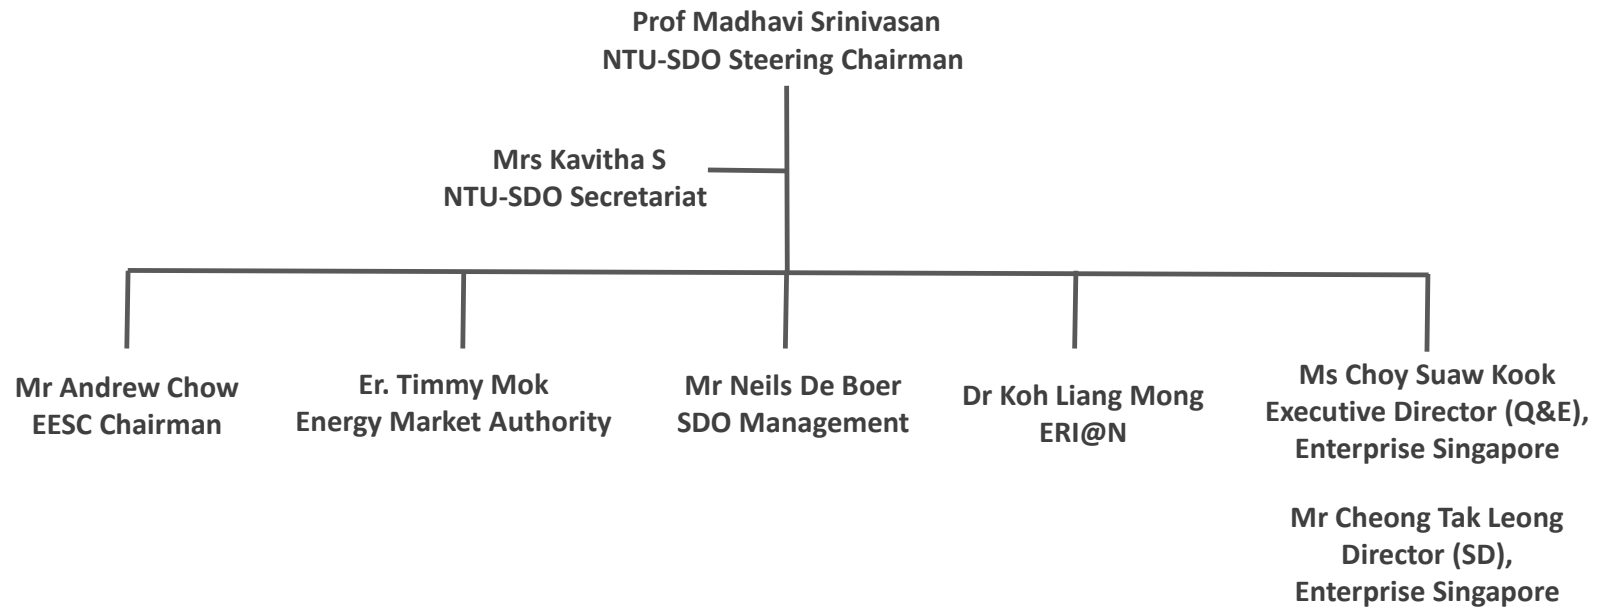 Prof Madhavi Srinivasan
NTU-SDO Steering Chairman
Mrs Kavitha S
NTU-SDO Secretariat
Mr Andrew Chow
EESC Chairman
Er. Timmy Mok
Energy Market Authority
Mr Neils De Boer
SDO Management
Dr Koh Liang Mong
ERI@N
Ms Choy Suaw Kook
Executive Director (Q&E),
Enterprise Singapore
Mr Cheong Tak Leong
Director (SD),
Enterprise Singapore